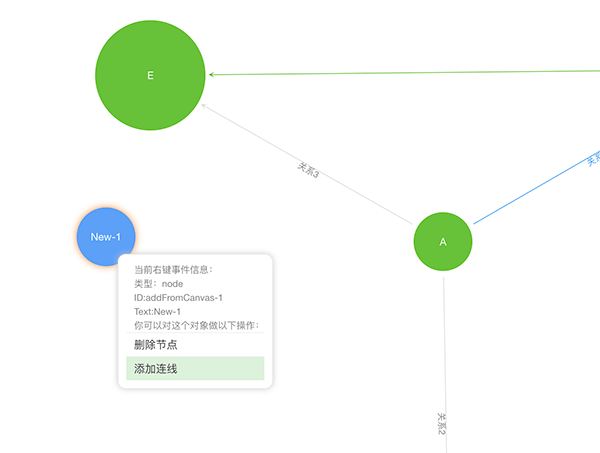 E
关系3
New-1
A
当前右键事件信息：
类型：node
ID:addFromCanvas-1
Text:New-1
你可以对这个对象做以下操作：
删除节点
添加连线
关系2